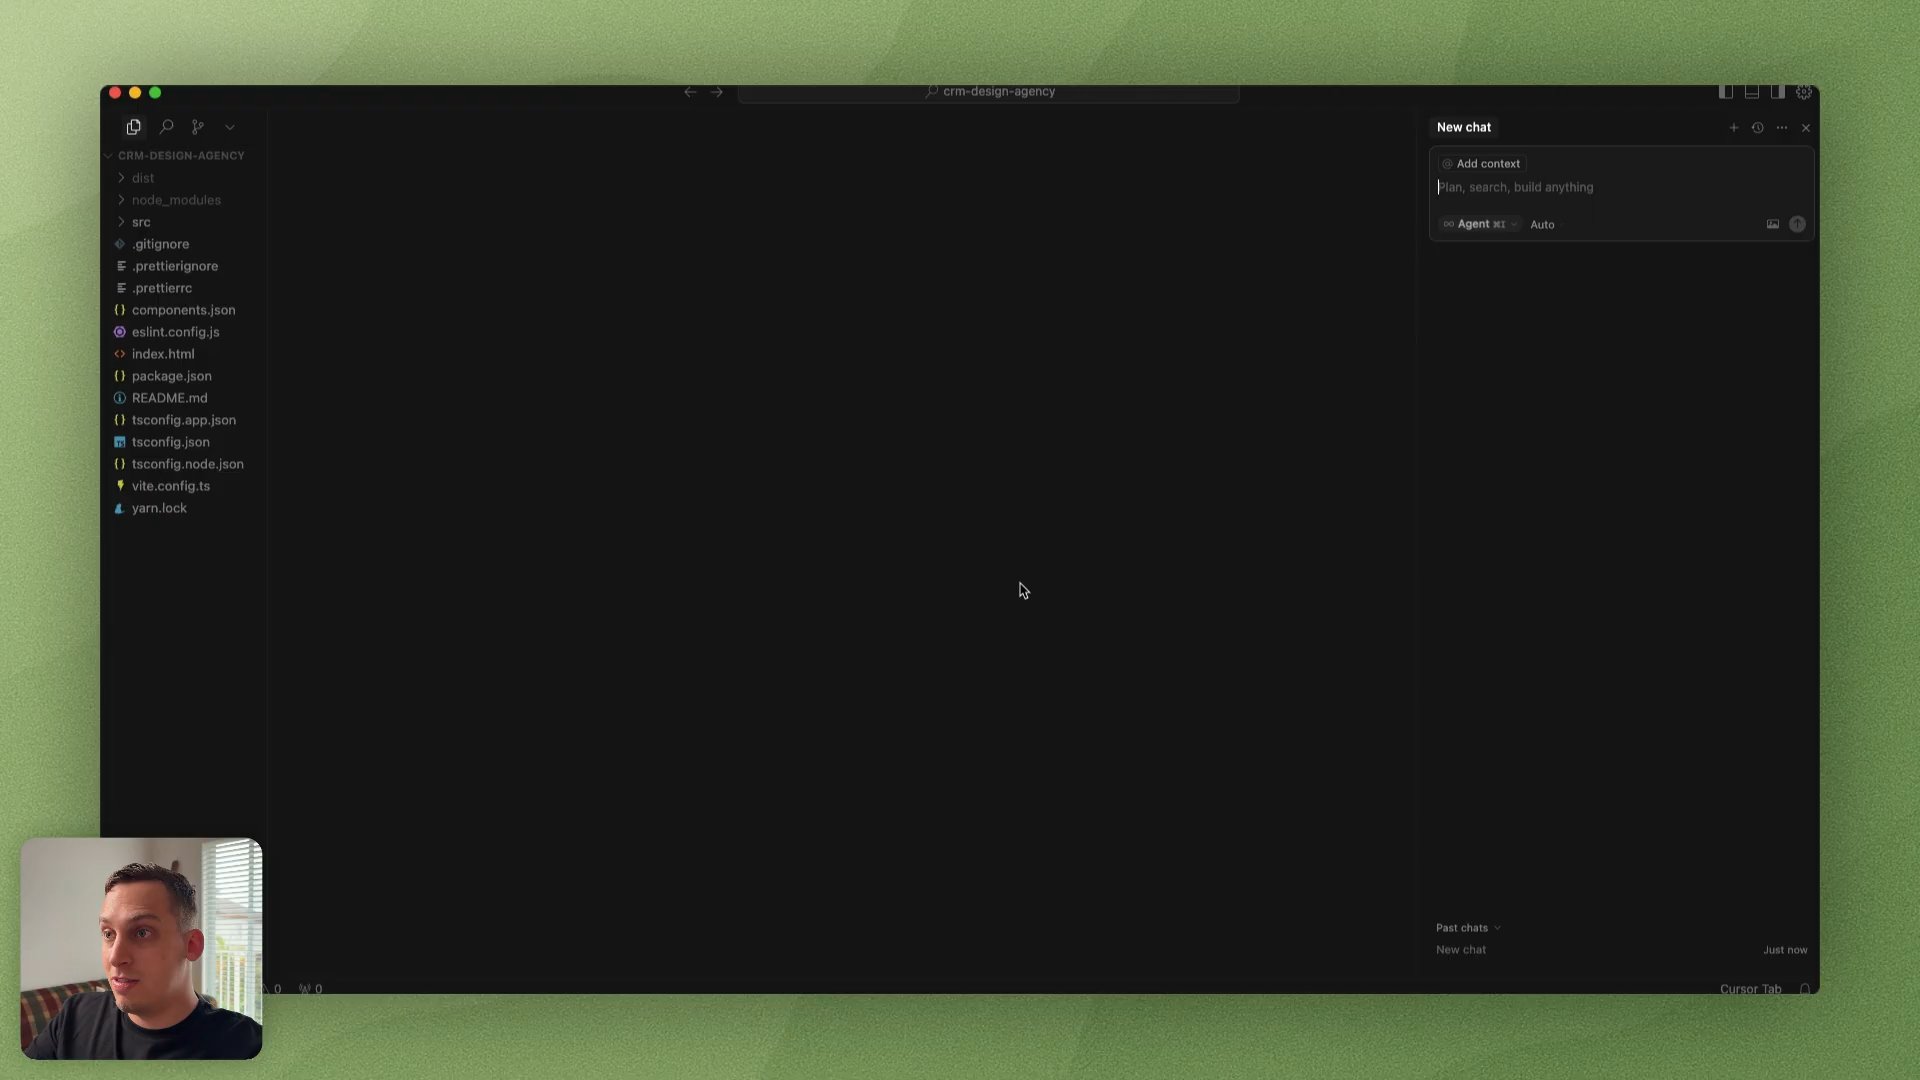 crm-design-agency
CRM-DESIGN-AGENCY
dist
node_modules
src
.gitignore
.prettierignore
.prettierrc
components.json
eslint.config.js
index.html
package.json
README.md
tsconfig.app.json
tsconfig.json
tsconfig.node.json
vite.config.ts
yarn.lock
New chat
@ Add context
Plan, search, build anything
Agent ⌘I Auto
Past chats
New chat Just now
0 0
Cursor Tab